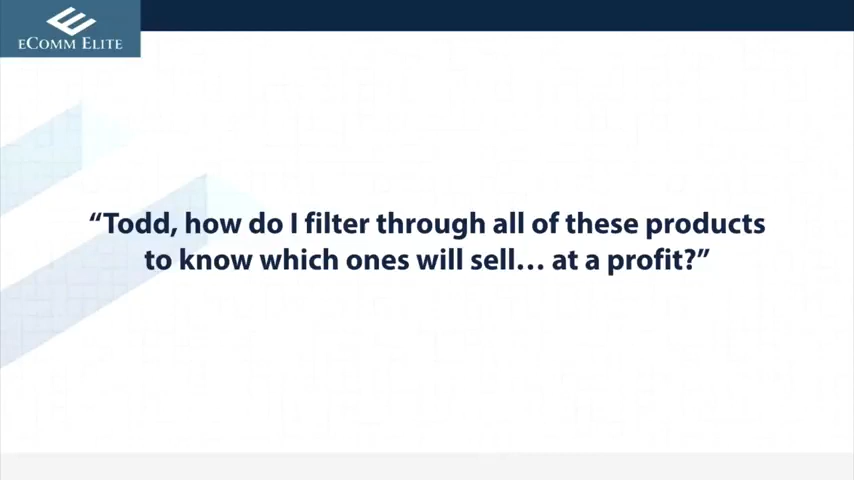 eComm Elite
“Todd, how do I filter through all of these products
to know which ones will sell... at a profit?”